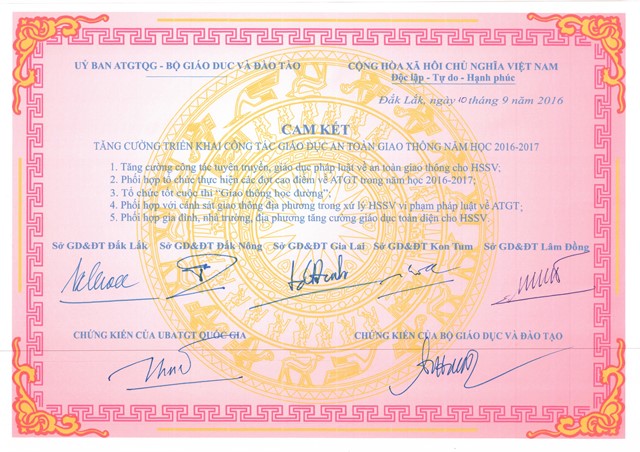 UỶ BAN ATGTQG - BỘ GIÁO DỤC VÀ ĐÀO TẠO
CỘNG HÒA XÃ HỘI CHỦ NGHĨA VIỆT NAM
Độc lập - Tự do - Hạnh phúc
Đắk Lắk, ngày 10 tháng 9 năm 2016
CAM KẾT
TĂNG CƯỜNG TRIỂN KHAI CÔNG TÁC GIÁO DỤC AN TOÀN GIAO THÔNG NĂM HỌC 2016-2017
1. Tăng cường công tác tuyên truyền, giáo dục pháp luật về an toàn giao thông cho HSSV;
2. Phối hợp tổ chức thực hiện các đợt cao điểm về ATGT trong năm học 2016-2017;
3. Tổ chức tốt cuộc thi "Giao thông học đường";
4. Phối hợp với cảnh sát giao thông địa phương trong xử lý HSSV vi phạm pháp luật về ATGT;
5. Phối hợp gia đình, nhà trường, địa phương tăng cường giáo dục toàn diện cho HSSV.
Sở GD&ĐT Đắk Lắk Sở GD&ĐT Đắk Nông Sở GD&ĐT Gia Lai Sở GD&ĐT Kon Tum Sở GD&ĐT Lâm Đồng
CHỨNG KIẾN CỦA UBATGT QUỐC GIA
CHỨNG KIẾN CỦA BỘ GIÁO DỤC VÀ ĐÀO TẠO